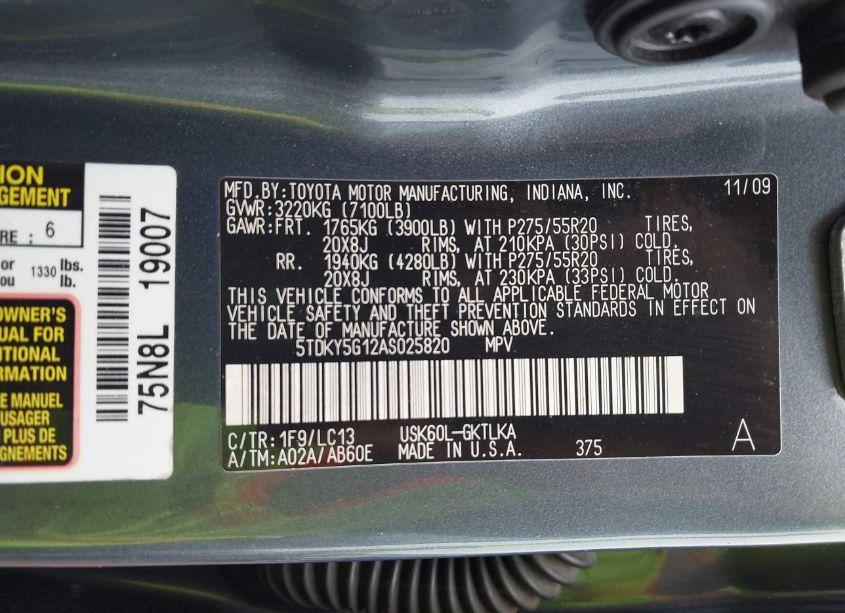 ION
GEMENT
RE : 6
or 1330 lbs.
ou lb.
OWNER'S
UAL FOR
ITIONAL
ORMATION
E MANUEL
USAGER
PLUS DE
GNEMENTS
75N8L 19007
MFD.BY:TOYOTA MOTOR MANUFACTURING, INDIANA, INC. 11/09
GVWR:3220KG (7100LB)
GAWR:FRT. 1765KG (3900LB) WITH P275/55R20 TIRES,
20X8J RIMS, AT 210KPA (30PSI) COLD.
RR. 1940KG (4280LB) WITH P275/55R20 TIRES,
20X8J RIMS, AT 230KPA (33PSI) COLD.
THIS VEHICLE CONFORMS TO ALL APPLICABLE FEDERAL MOTOR
VEHICLE SAFETY AND THEFT PREVENTION STANDARDS IN EFFECT ON
THE DATE OF MANUFACTURE SHOWN ABOVE.
5TDKY5G12AS025820 MPV
C/TR:1F9/LC13 USK60L-GKTLKA
A/TM:A02A/AB60E MADE IN U.S.A. 375 A